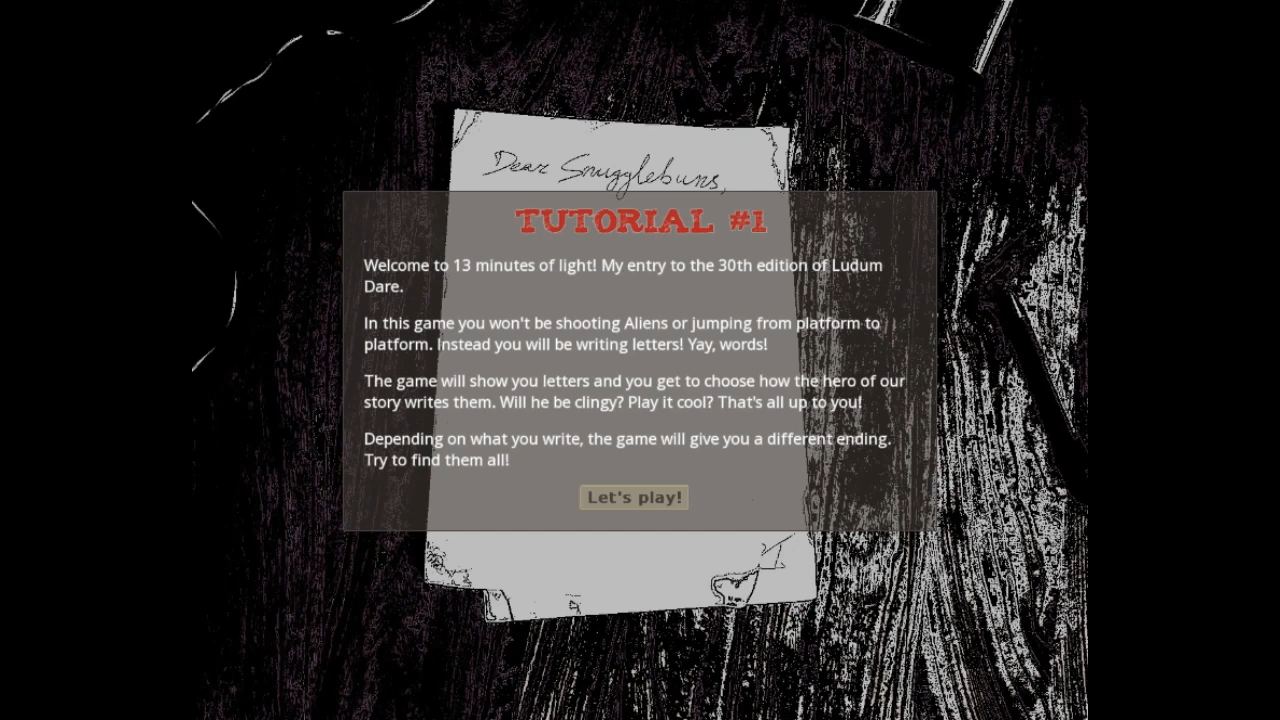 Dear Snugglebuns,
TUTORIAL #1
Welcome to 13 minutes of light! My entry to the 30th edition of Ludum
Dare.
In this game you won't be shooting Aliens or jumping from platform to
platform. Instead you will be writing letters! Yay, words!
The game will show you letters and you get to choose how the hero of our
story writes them. Will he be clingy? Play it cool? That's all up to you!
Depending on what you write, the game will give you a different ending.
Try to find them all!
Let's play!